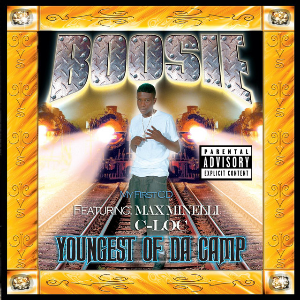 BOOSIE
PARENTAL
ADVISORY
EXPLICIT CONTENT
MY FIRST CD
FEATURING: MAX MINELLI
C-LOC
YOUNGEST OF DA CAMP